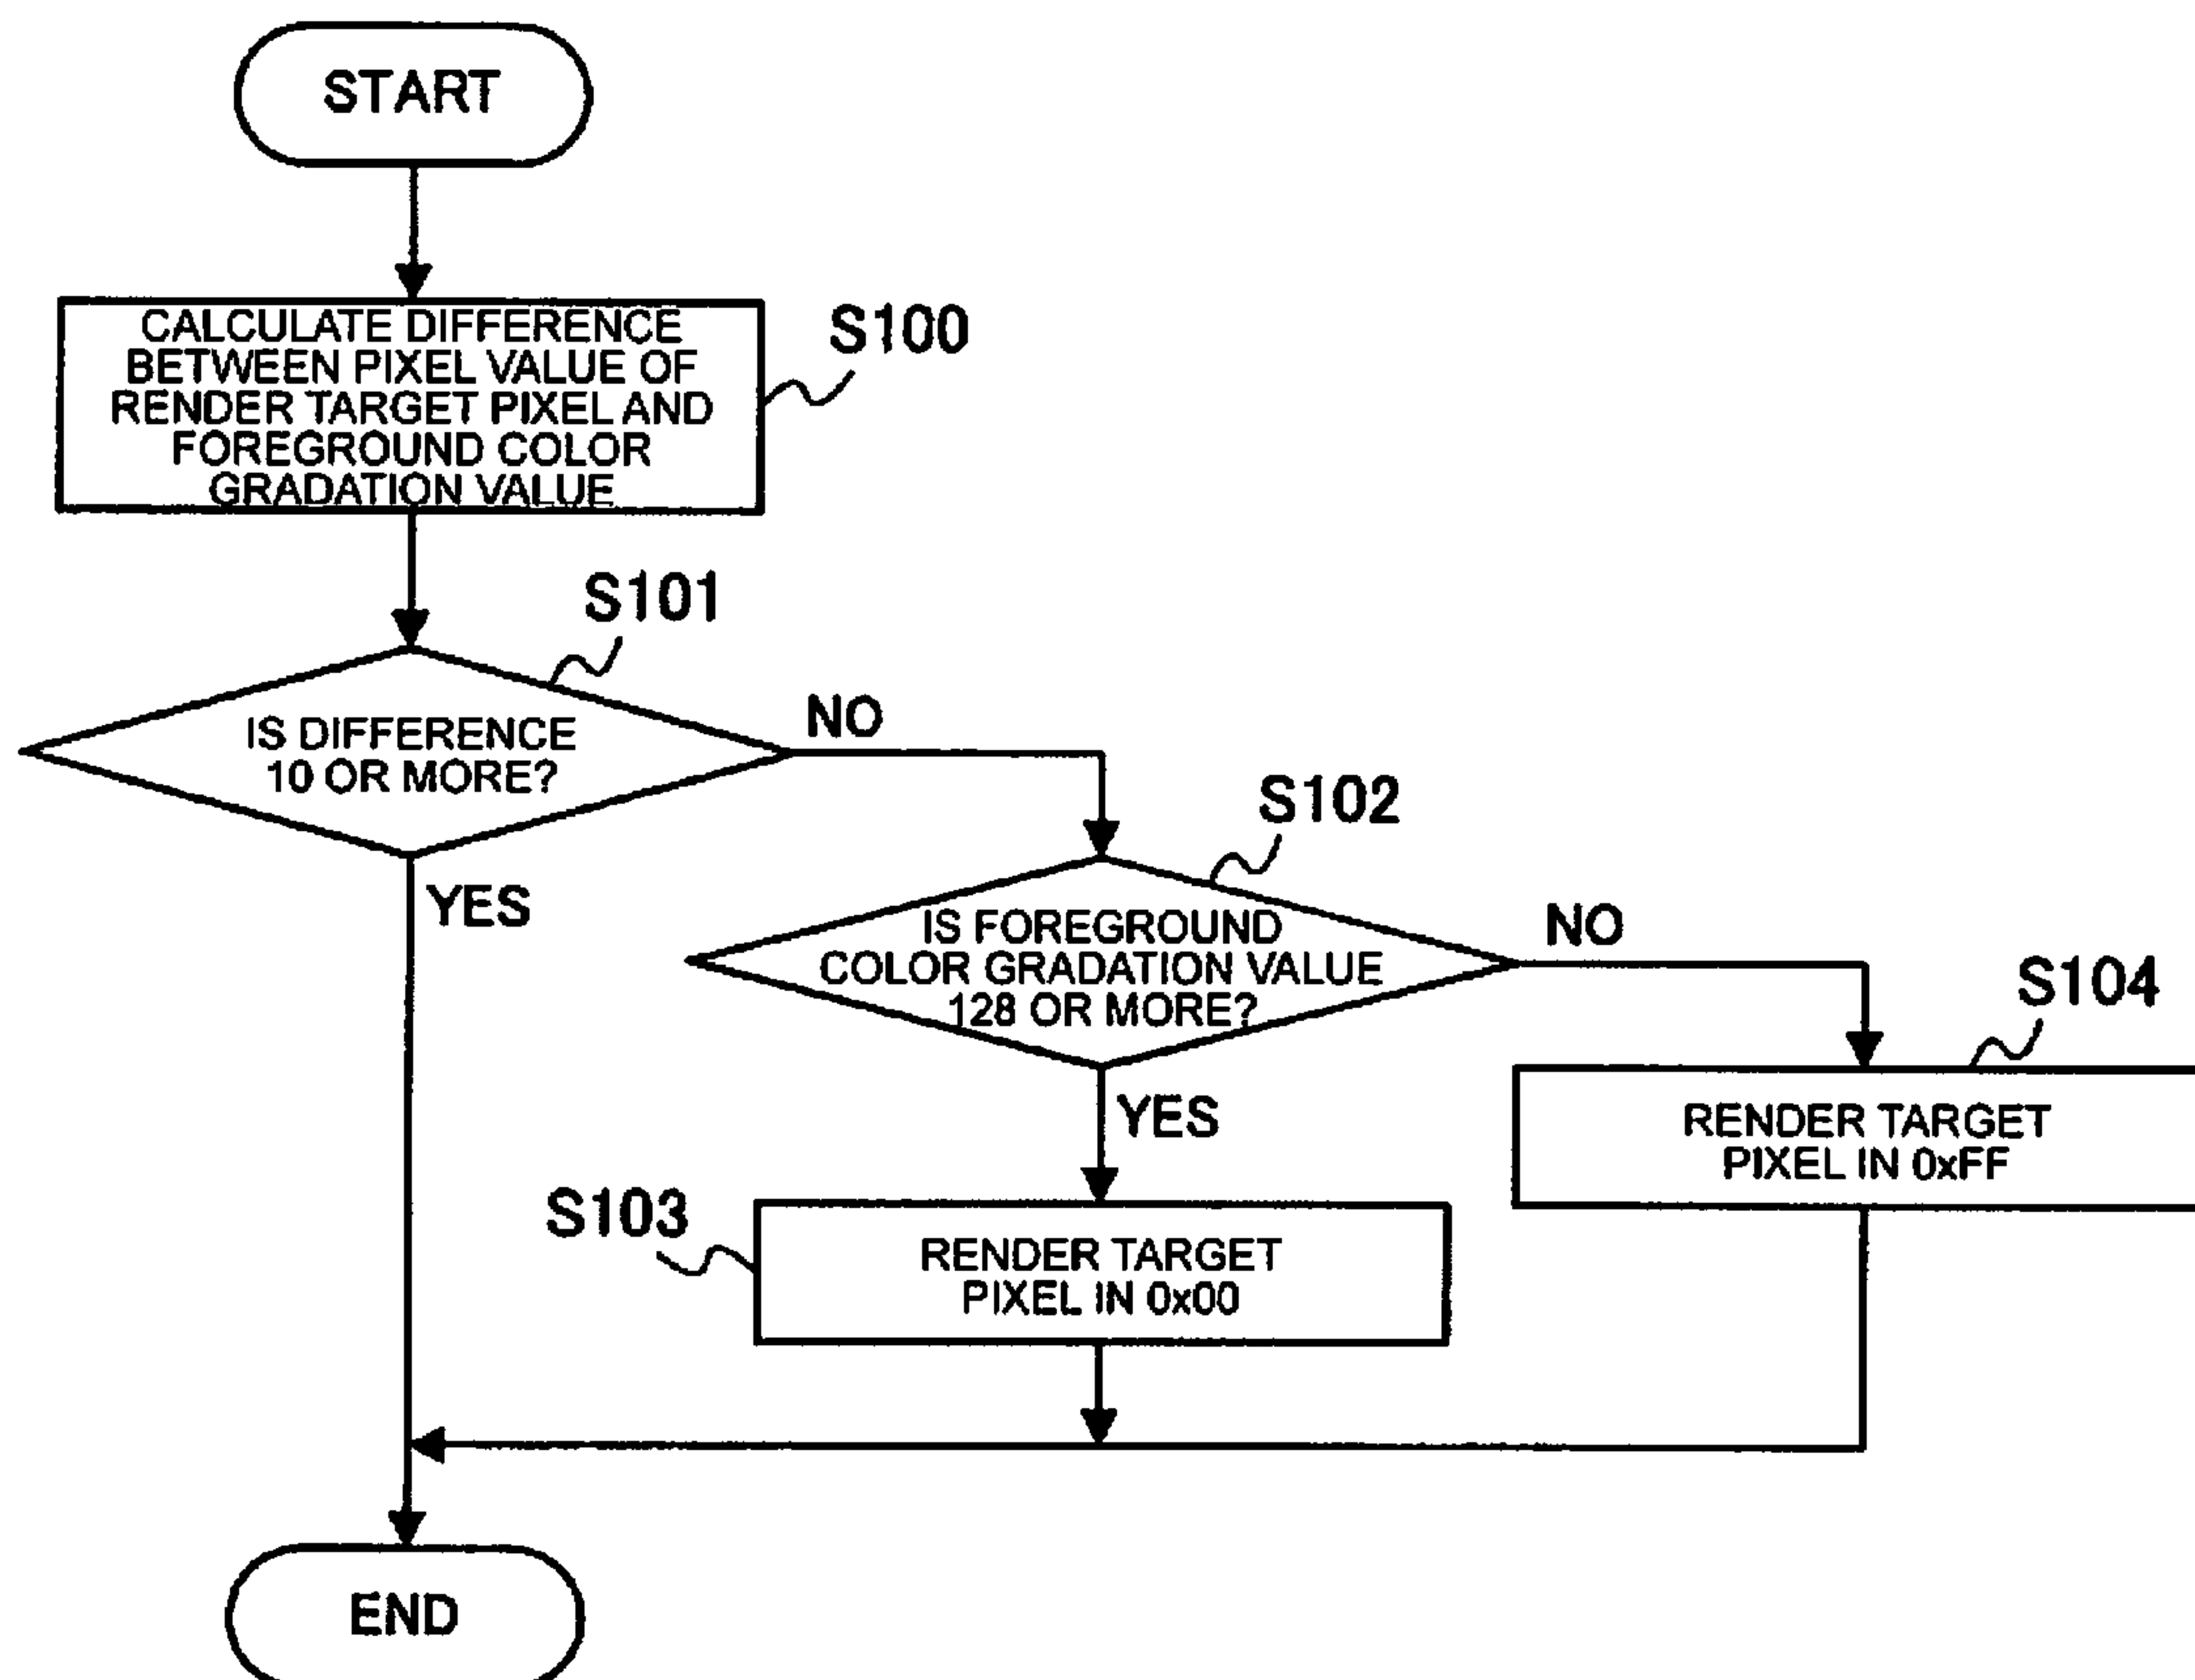 START
CALCULATE DIFFERENCE
BETWEEN PIXEL VALUE OF
RENDER TARGET PIXEL AND
FOREGROUND COLOR
GRADATION VALUE
S100
S101
IS DIFFERENCE
10 OR MORE?
NO
YES
S102
IS FOREGROUND
COLOR GRADATION VALUE
128 OR MORE?
NO
YES
S104
RENDER TARGET
PIXEL IN 0xFF
S103
RENDER TARGET
PIXEL IN 0x00
END